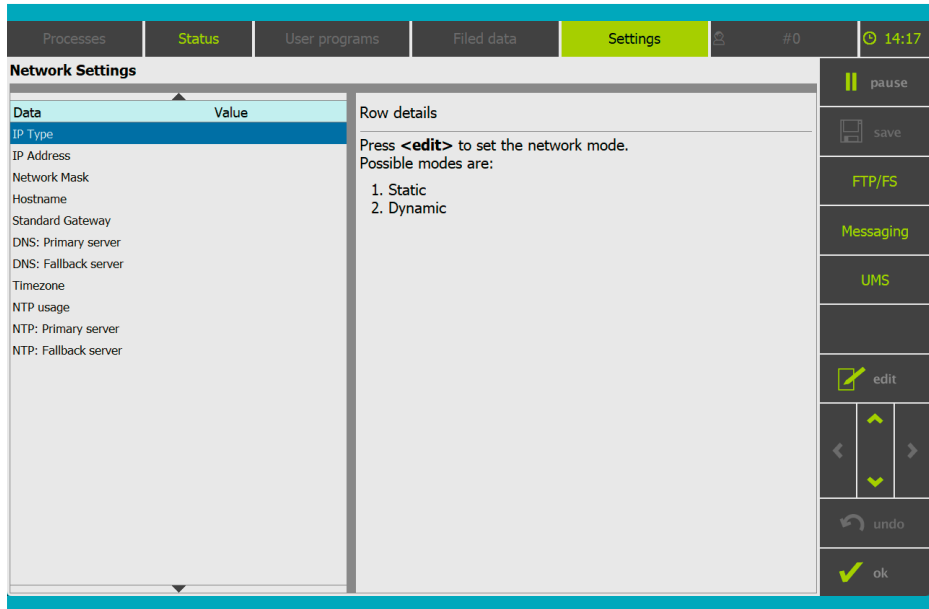 Processes
Status
User programs
Filed data
Settings
#0
14:17
Network Settings
pause
save
FTP/FS
Messaging
UMS
edit
undo
ok
Data Value
IP Type
IP Address
Network Mask
Hostname
Standard Gateway
DNS: Primary server
DNS: Fallback server
Timezone
NTP usage
NTP: Primary server
NTP: Fallback server
Row details
Press <edit> to set the network mode.
Possible modes are:
1. Static
2. Dynamic